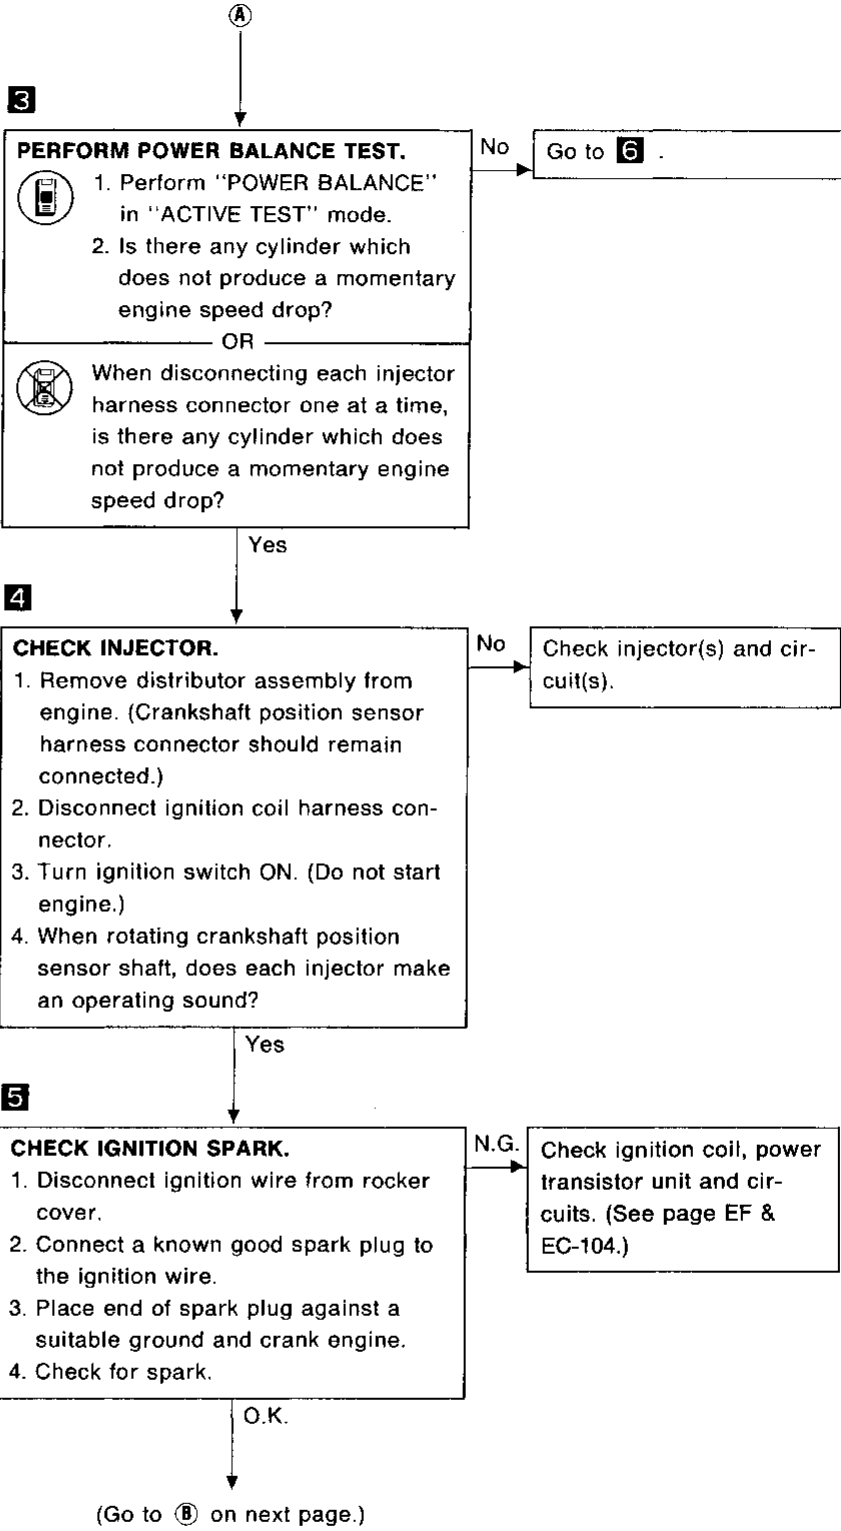 A
3
PERFORM POWER BALANCE TEST.
1. Perform "POWER BALANCE"
in "ACTIVE TEST" mode.
2. Is there any cylinder which
does not produce a momentary
engine speed drop?
OR
When disconnecting each injector
harness connector one at a time,
is there any cylinder which does
not produce a momentary engine
speed drop?
No
Go to 6 .
Yes
4
CHECK INJECTOR.
1. Remove distributor assembly from
engine. (Crankshaft position sensor
harness connector should remain
connected.)
2. Disconnect ignition coil harness con-
nector.
3. Turn ignition switch ON. (Do not start
engine.)
4. When rotating crankshaft position
sensor shaft, does each injector make
an operating sound?
No
Check injector(s) and cir-
cuit(s).
Yes
5
CHECK IGNITION SPARK.
1. Disconnect ignition wire from rocker
cover.
2. Connect a known good spark plug to
the ignition wire.
3. Place end of spark plug against a
suitable ground and crank engine.
4. Check for spark.
N.G.
Check ignition coil, power
transistor unit and cir-
cuits. (See page EF &
EC-104.)
O.K.
(Go to B on next page.)